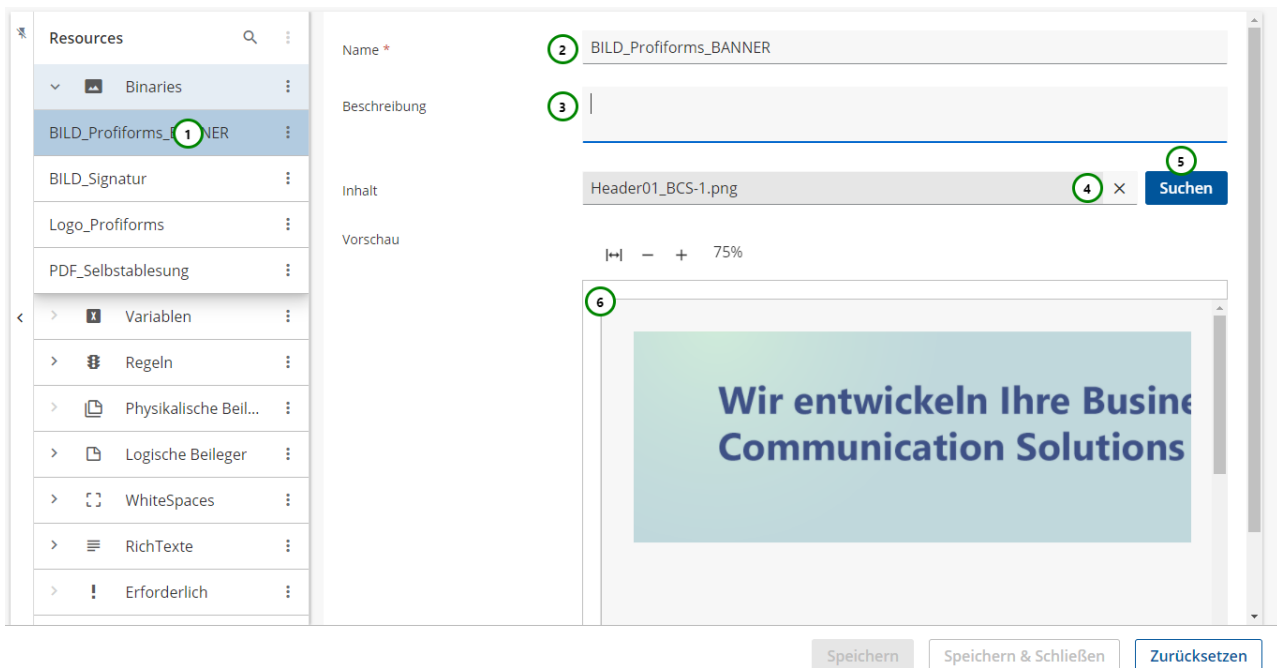 Resources
Binaries
BILD_Profiforms_ 1 NER
BILD_Signatur
Logo_Profiforms
PDF_Selbstablesung
Variablen
Regeln
Physikalische Beil...
Logische Beileger
WhiteSpaces
RichTexte
Erforderlich
Name *
2
BILD_Profiforms_BANNER
Beschreibung
3
5
Inhalt
Header01_BCS-1.png
4
Suchen
Vorschau
75%
6
Wir entwickeln Ihre Busine
Communication Solutions
Speichern
Speichern & Schließen
Zurücksetzen